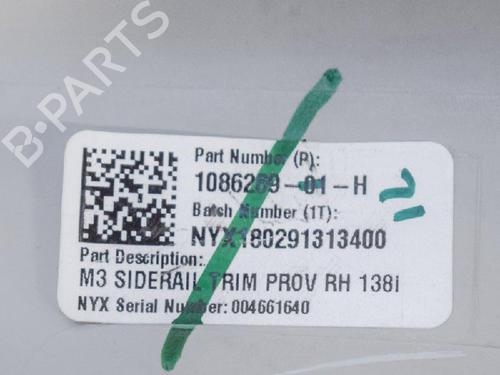 B-PARTS
Part Number (P):
1086269-01-H
Batch Number (1T):
NYX180291313400
Part Description:
M3 SIDERAIL TRIM PROV RH 138i
NYX Serial Number: 004661640